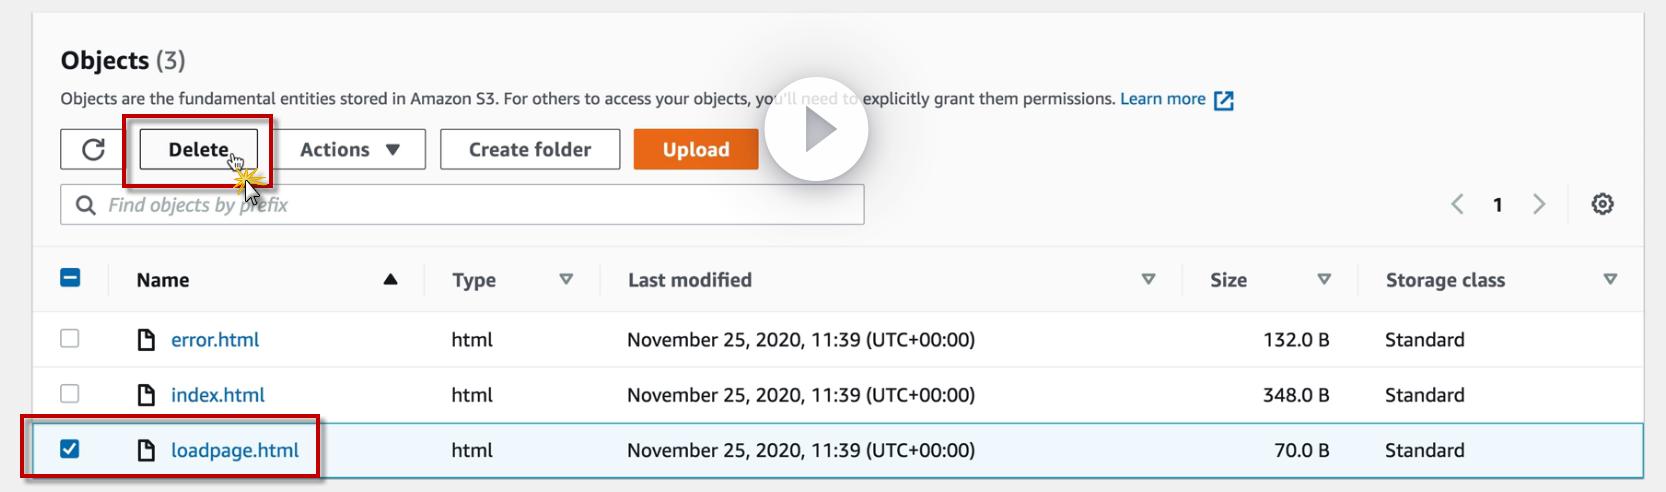 Objects (3)
Objects are the fundamental entities stored in Amazon S3. For others to access your objects, you'll need to explicitly grant them permissions. Learn more
Delete Actions Create folder Upload
Find objects by prefix 1
Name Type Last modified Size Storage class
error.html html November 25, 2020, 11:39 (UTC+00:00) 132.0 B Standard
index.html html November 25, 2020, 11:39 (UTC+00:00) 348.0 B Standard
loadpage.html html November 25, 2020, 11:39 (UTC+00:00) 70.0 B Standard